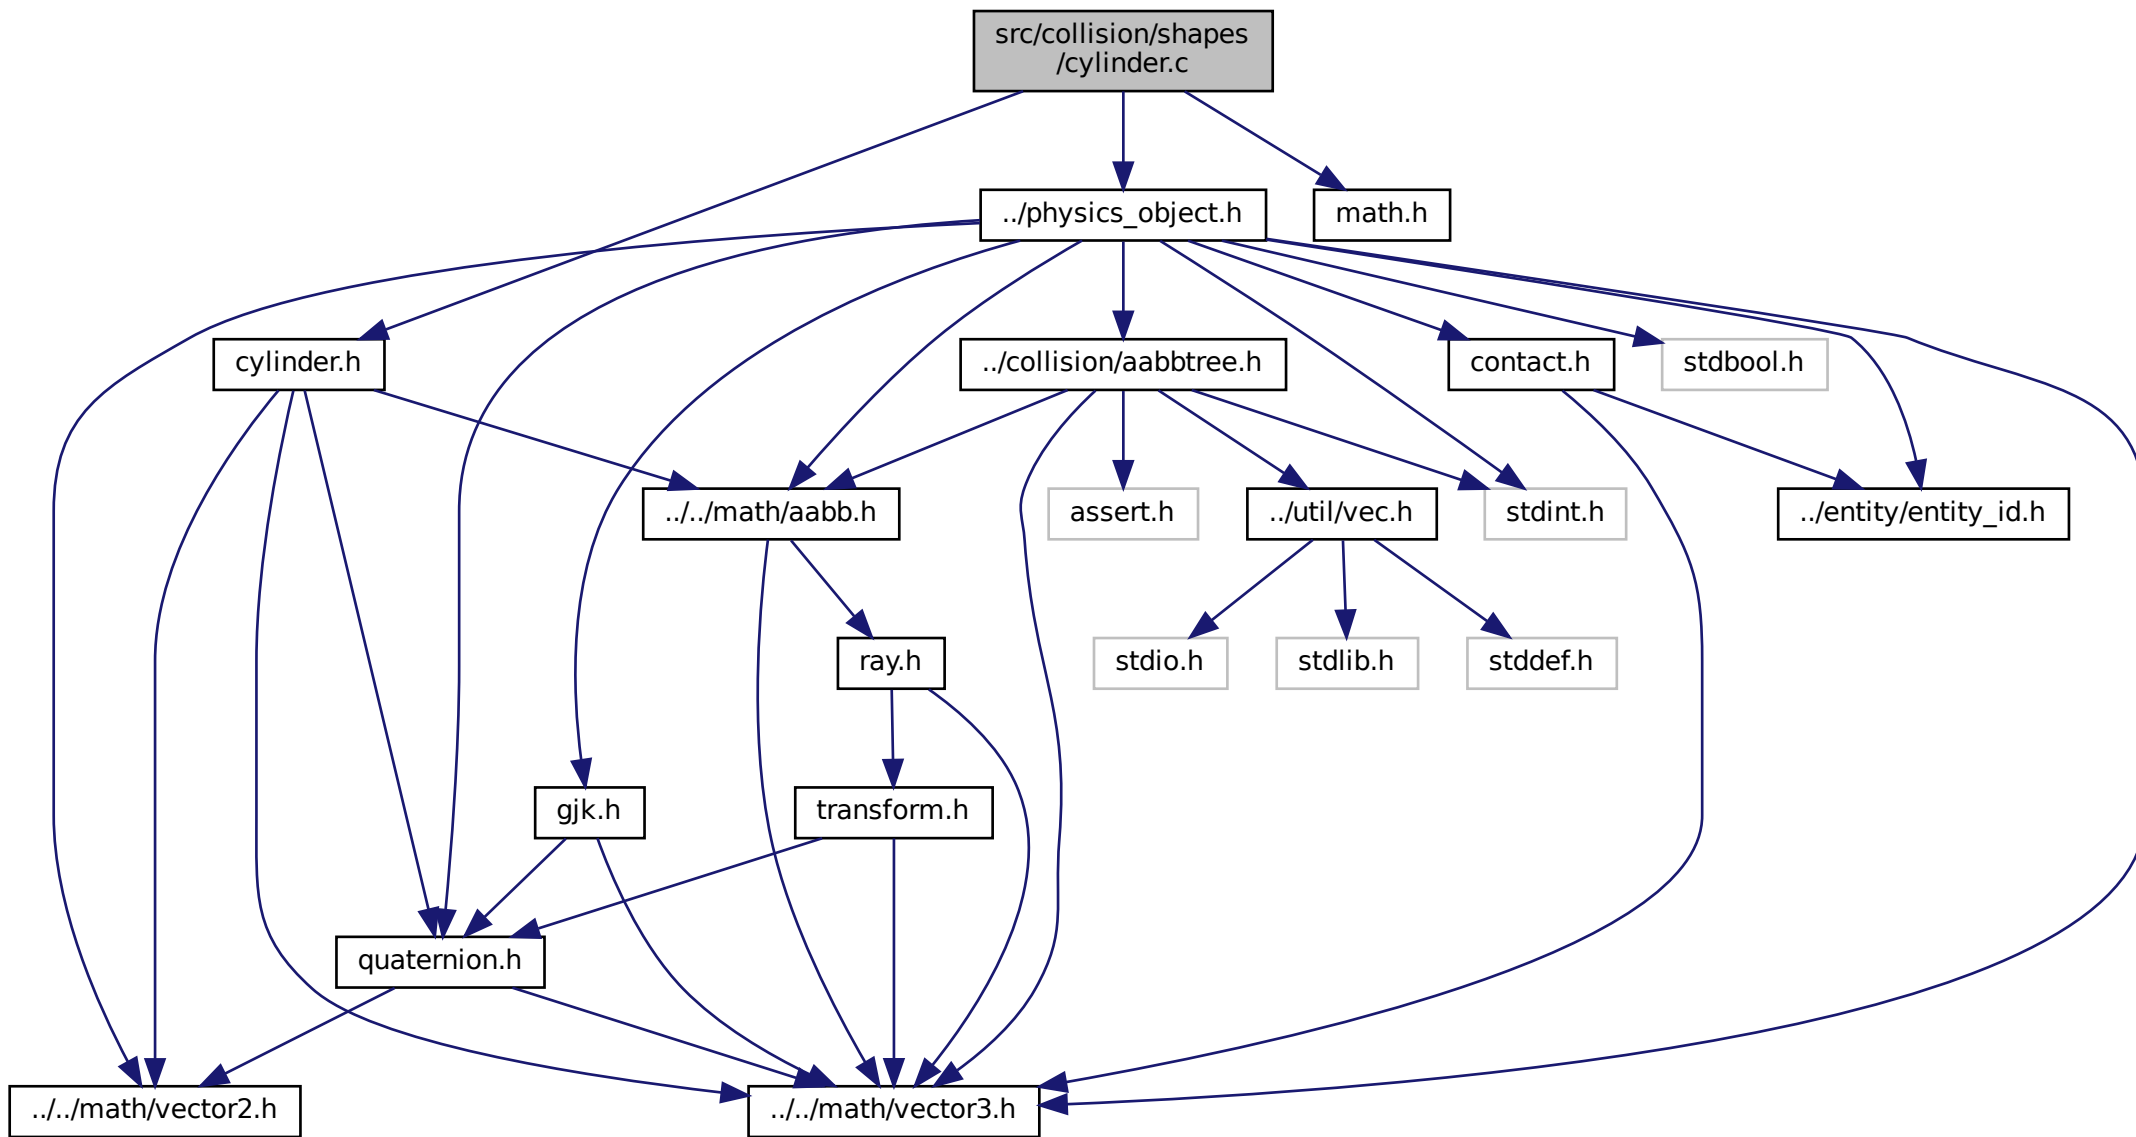 src/collision/shapes
/cylinder.c
../physics_object.h
math.h
cylinder.h
../collision/aabbtree.h
contact.h
stdbool.h
../../math/aabb.h
assert.h
../util/vec.h
stdint.h
../entity/entity_id.h
ray.h
stdio.h
stdlib.h
stddef.h
gjk.h
transform.h
quaternion.h
../../math/vector2.h
../../math/vector3.h